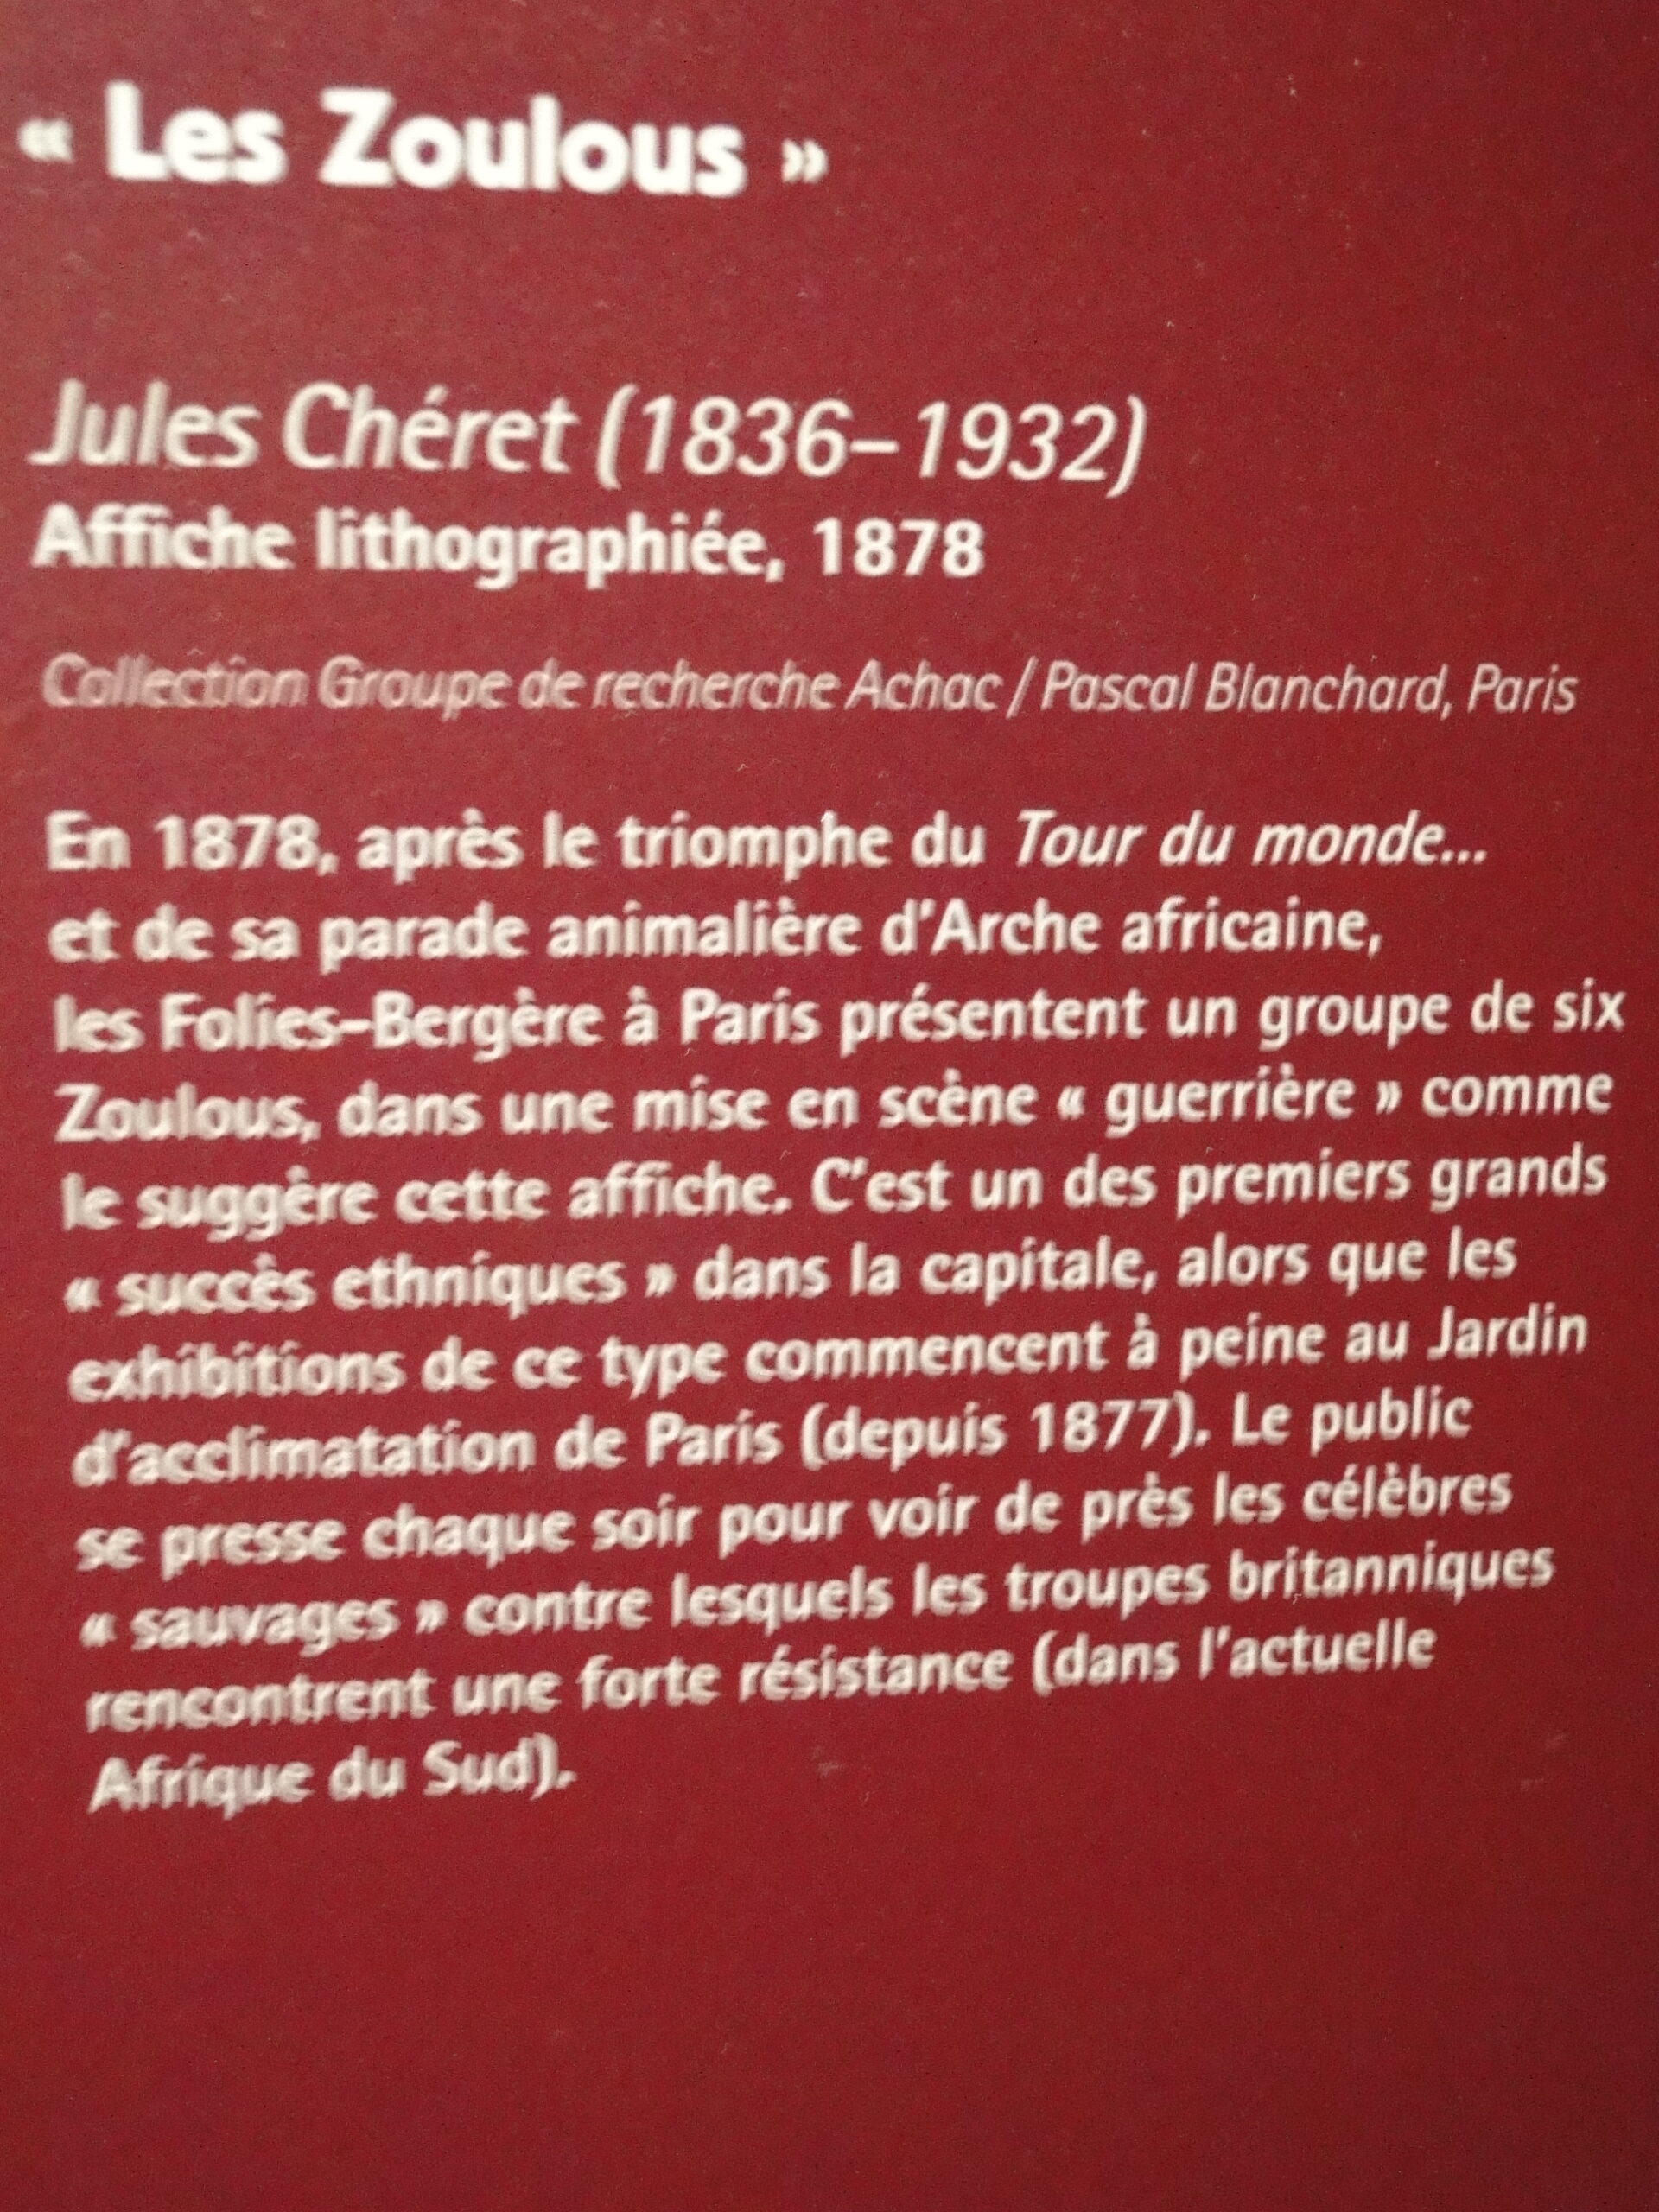 « Les Zoulous »
Jules Chéret (1836–1932)
Affiche lithographiée, 1878
Collection Groupe de recherche Achac / Pascal Blanchard, Paris
En 1878, après le triomphe du Tour du monde...
et de sa parade animalière d'Arche africaine,
les Folies-Bergère à Paris présentent un groupe de six
Zoulous, dans une mise en scène « guerrière » comme
le suggère cette affiche. C'est un des premiers grands
« succès ethniques » dans la capitale, alors que les
exhibitions de ce type commencent à peine au Jardin
d'acclimatation de Paris (depuis 1877). Le public
se presse chaque soir pour voir de près les célèbres
« sauvages » contre lesquels les troupes britanniques
rencontrent une forte résistance (dans l'actuelle
Afrique du Sud).